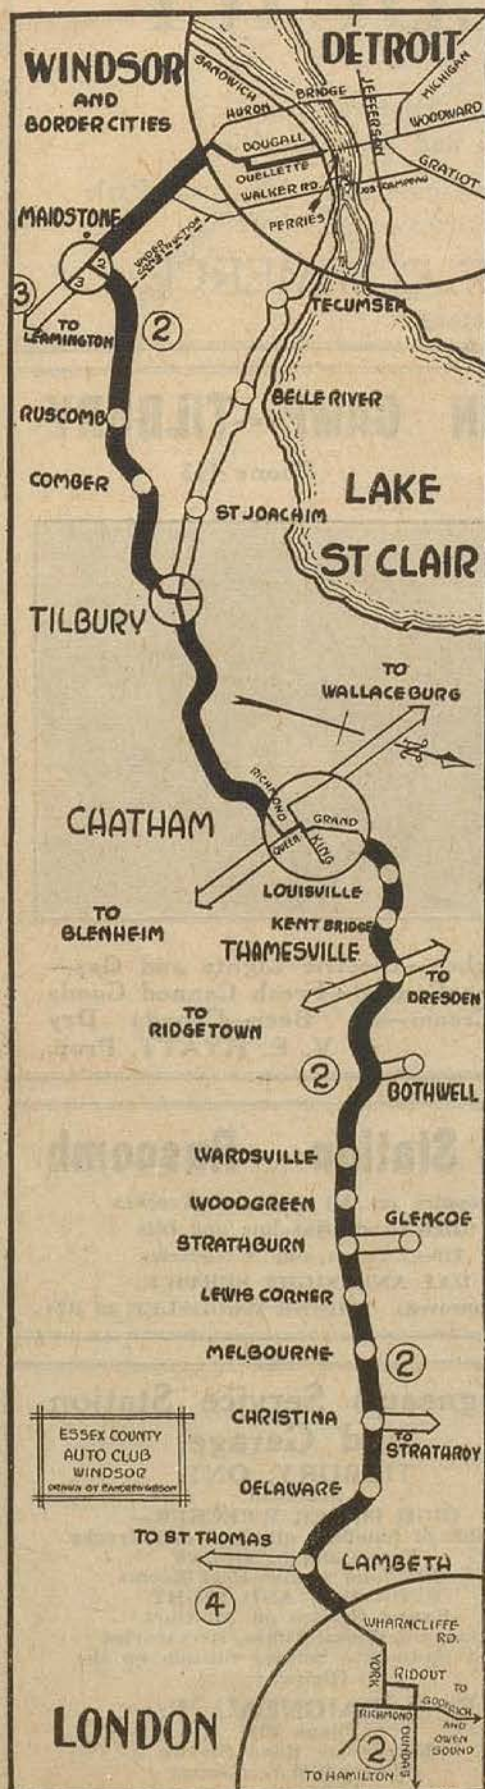 WINDSOR
AND
BORDER CITIES
DETROIT
SANDWICH
HURON
BRIDGE
MICHIGAN
JEFFERSON
WOODWARD
DOUGALL
OUELLETTE
WALKER RD.
GRATIOT
JOS CAMPEAU
FERRIES
MAIDSTONE
UNDER
CONSTRUCTION
2
3
3
TO
LEAMINGTON
2
TECUMSEH
BELLE RIVER
RUSCOMB
COMBER
ST JOACHIM
LAKE
ST CLAIR
TILBURY
TO
WALLACEBURG
N
CHATHAM
RICHMOND
QUEEN
KING
GRAND
LOUISVILLE
KENT BRIDGE
TO
BLENHEIM
THAMESVILLE
TO
DRESDEN
TO
RIDGETOWN
2
BOTHWELL
WARDSVILLE
WOODGREEN
GLENCOE
STRATHBURN
LEWIS CORNER
MELBOURNE
2
CHRISTINA
TO
STRATHROY
ESSEX COUNTY
AUTO CLUB
WINDSOR
DELAWARE
TO ST THOMAS
LAMBETH
4
WHARNCLIFFE
RD.
YORK
RIDOUT
TO
GODERICH
AND
OWEN
SOUND
RICHMOND
DUNDAS
LONDON
2
TO HAMILTON